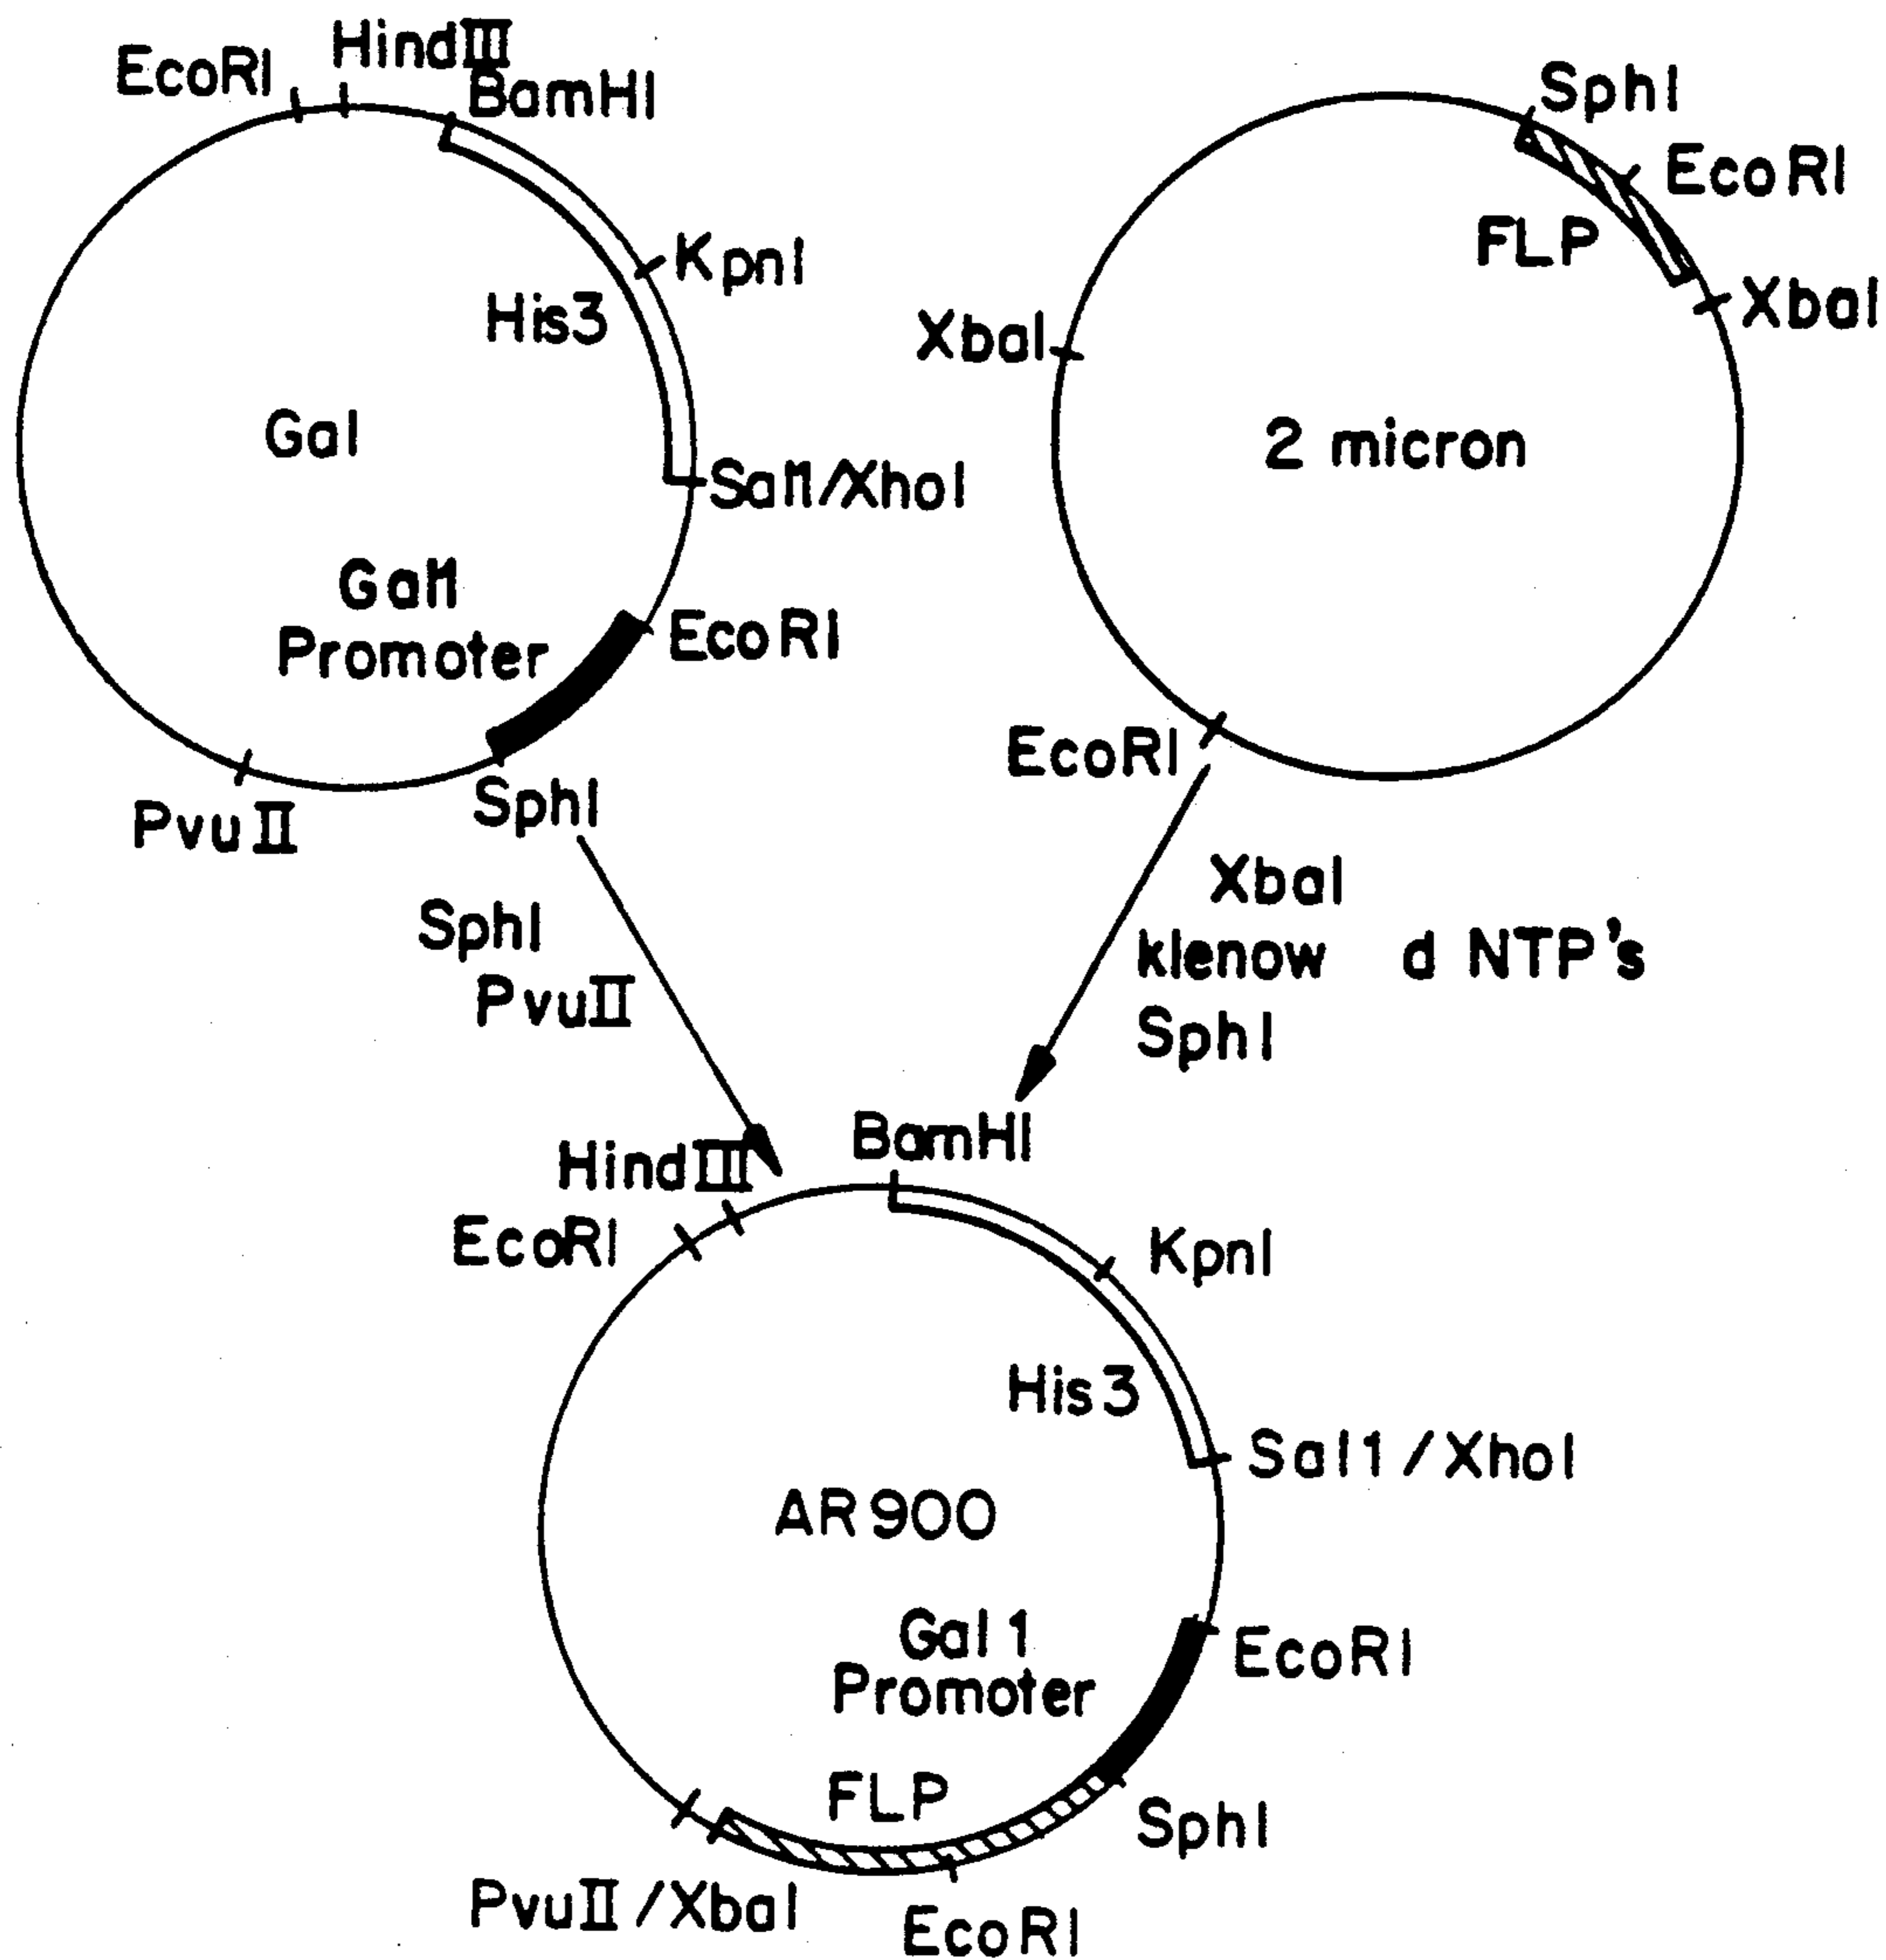 EcoRI
HindIII
BamHI
KpnI
His3
Gal
Sal1/XhoI
Gal1
Promoter
EcoRI
SphI
PvuII
SphI
EcoRI
FLP
XbaI
XbaI
2 micron
EcoRI
SphI
PvuII
XbaI
klenow d NTP's
SphI
HindIII
BamHI
EcoRI
KpnI
His3
Sal1/XhoI
AR900
Gal 1
Promoter
EcoRI
FLP
SphI
PvuII/XbaI
EcoRI